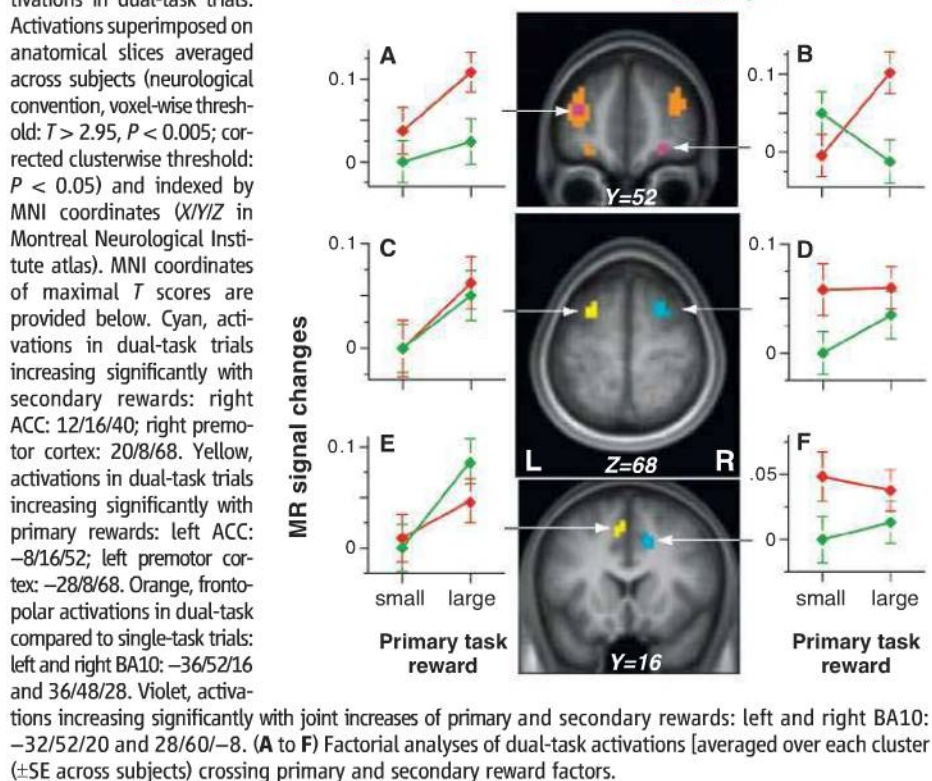 tivations in dual-task trials.
Activations superimposed on
anatomical slices averaged
across subjects (neurological
convention, voxel-wise thresh-
old: T > 2.95, P < 0.005; cor-
rected clusterwise threshold:
P < 0.05) and indexed by
MNI coordinates (X/Y/Z in
Montreal Neurological Insti-
tute atlas). MNI coordinates
of maximal T scores are
provided below. Cyan, acti-
vations in dual-task trials
increasing significantly with
secondary rewards: right
ACC: 12/16/40; right premo-
tor cortex: 20/8/68. Yellow,
activations in dual-task trials
increasing significantly with
primary rewards: left ACC:
–8/16/52; left premotor cor-
tex: –28/8/68. Orange, fronto-
polar activations in dual-task
compared to single-task trials:
left and right BA10: –36/52/16
and 36/48/28. Violet, activa-
tions increasing significantly with joint increases of primary and secondary rewards: left and right BA10:
–32/52/20 and 28/60/–8. (A to F) Factorial analyses of dual-task activations [averaged over each cluster
(±SE across subjects) crossing primary and secondary reward factors.
MR signal changes
A
0.1
0
B
0.1
0
Y=52
C
0.1
0
D
0.1
0
L
R
Z=68
E
0.1
0
small large
Primary task
reward
F
.05
0
small large
Primary task
reward
Y=16